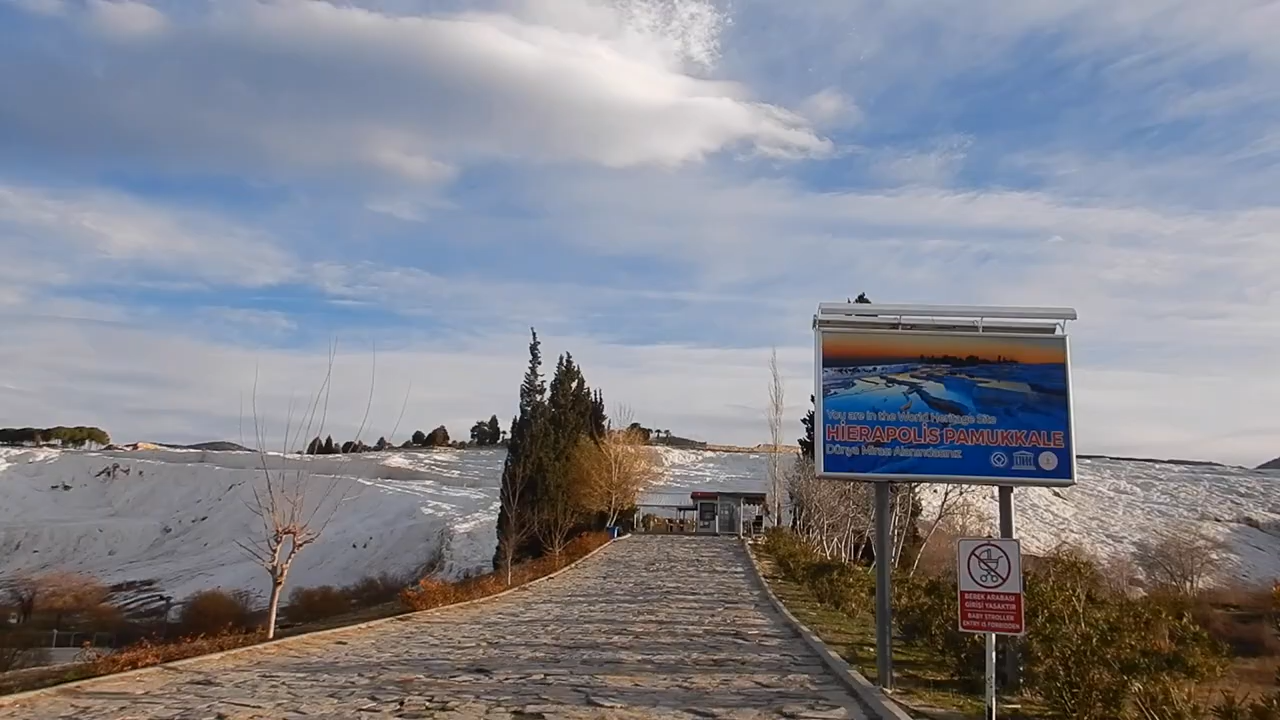 You are in the World Heritage Site
HİERAPOLİS PAMUKKALE
Dünya Mirası Alanındasınız
BEBEK ARABASI
GİRİŞİ YASAKTIR
BABY STROLLER
ENTRY IS FORBIDDEN